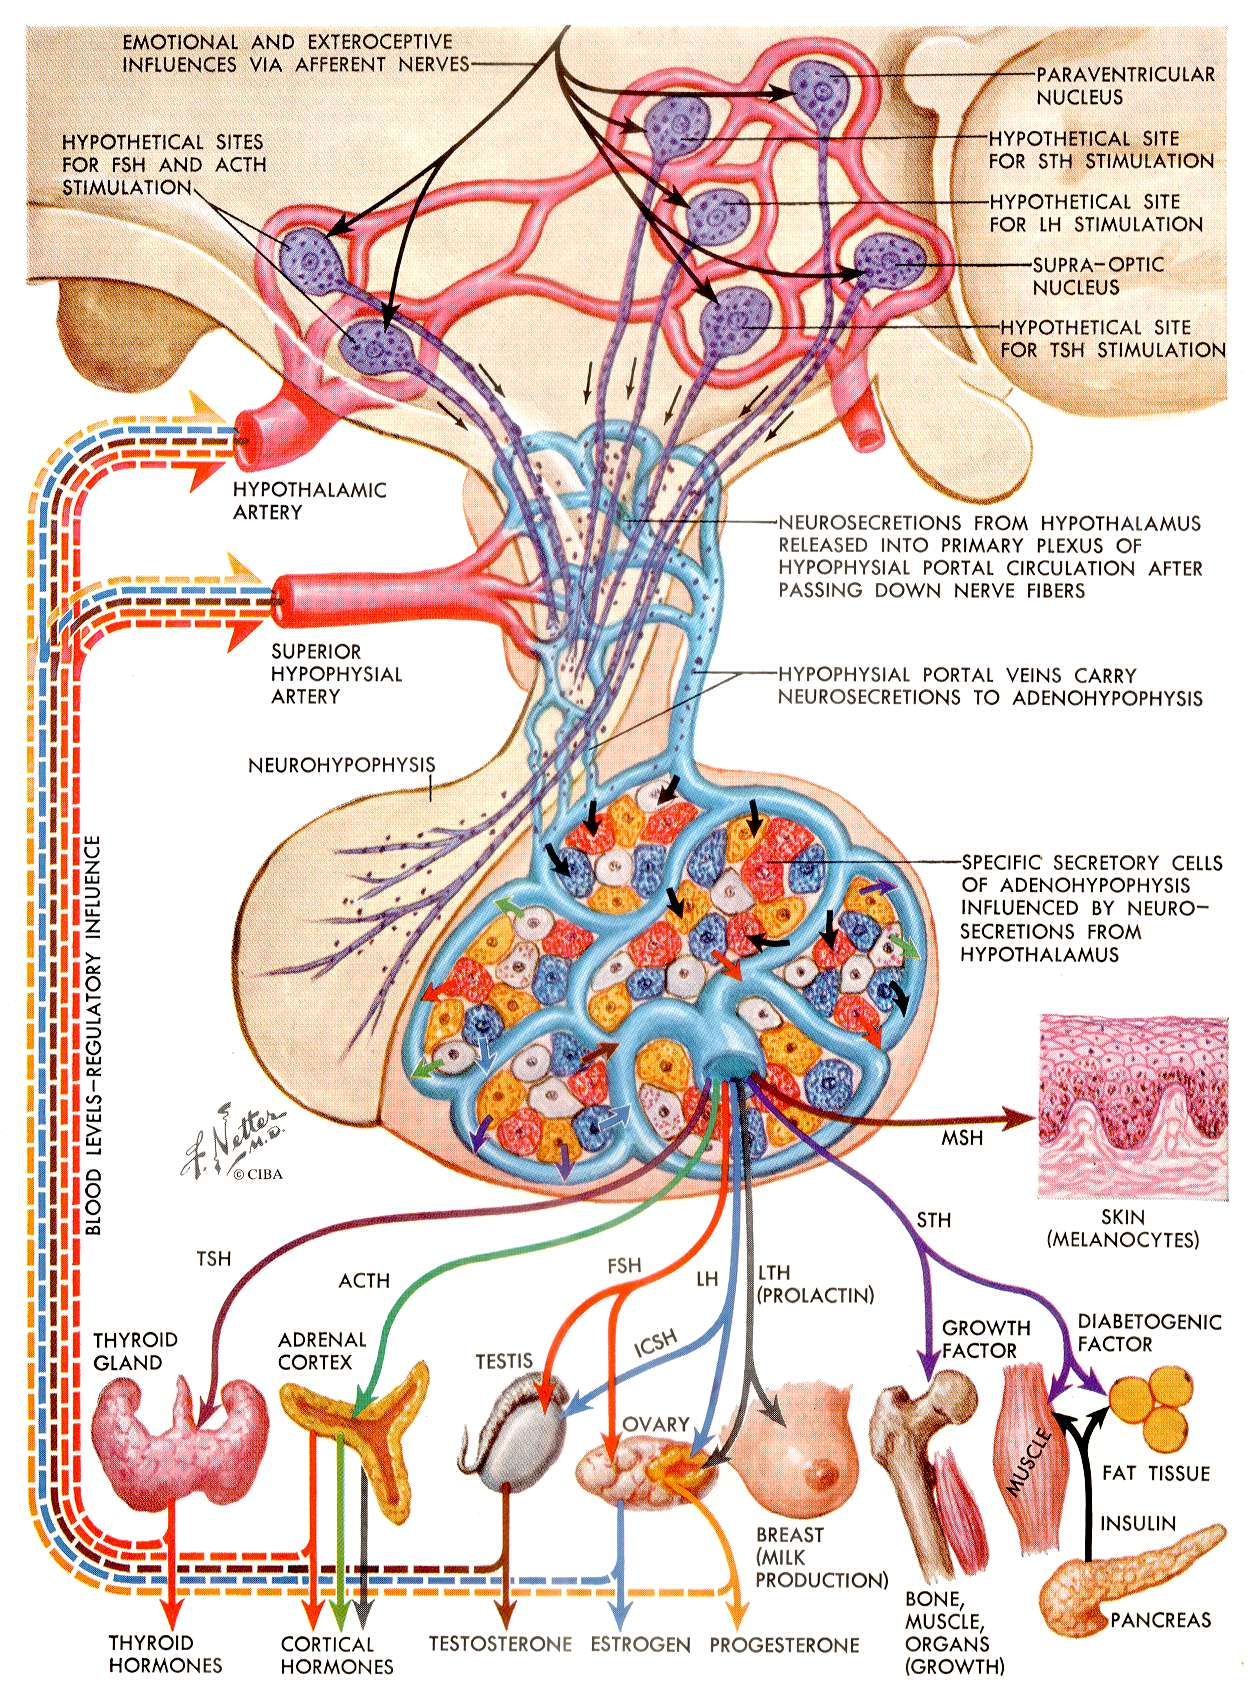 EMOTIONAL AND EXTEROCEPTIVE
INFLUENCES VIA AFFERENT NERVES
PARAVENTRICULAR
NUCLEUS
HYPOTHETICAL SITES
FOR FSH AND ACTH
STIMULATION
HYPOTHETICAL SITE
FOR STH STIMULATION
HYPOTHETICAL SITE
FOR LH STIMULATION
SUPRA-OPTIC
NUCLEUS
HYPOTHETICAL SITE
FOR TSH STIMULATION
HYPOTHALAMIC
ARTERY
NEUROSECRETIONS FROM HYPOTHALAMUS
RELEASED INTO PRIMARY PLEXUS OF
HYPOPHYSIAL PORTAL CIRCULATION AFTER
PASSING DOWN NERVE FIBERS
SUPERIOR
HYPOPHYSIAL
ARTERY
HYPOPHYSIAL PORTAL VEINS CARRY
NEUROSECRETIONS TO ADENOHYPOPHYSIS
NEUROHYPOPHYSIS
BLOOD LEVELS-REGULATORY INFLUENCE
SPECIFIC SECRETORY CELLS
OF ADENOHYPOPHYSIS
INFLUENCED BY NEURO-
SECRETIONS FROM
HYPOTHALAMUS
F. Netter
M.D.
© CIBA
MSH
SKIN
(MELANOCYTES)
TSH
ACTH
FSH
LH
LTH
(PROLACTIN)
STH
ICSH
THYROID
GLAND
ADRENAL
CORTEX
TESTIS
OVARY
GROWTH
FACTOR
DIABETOGENIC
FACTOR
MUSCLE
FAT TISSUE
INSULIN
BREAST
(MILK
PRODUCTION)
BONE,
MUSCLE,
ORGANS
(GROWTH)
PANCREAS
THYROID
HORMONES
CORTICAL
HORMONES
TESTOSTERONE
ESTROGEN
PROGESTERONE